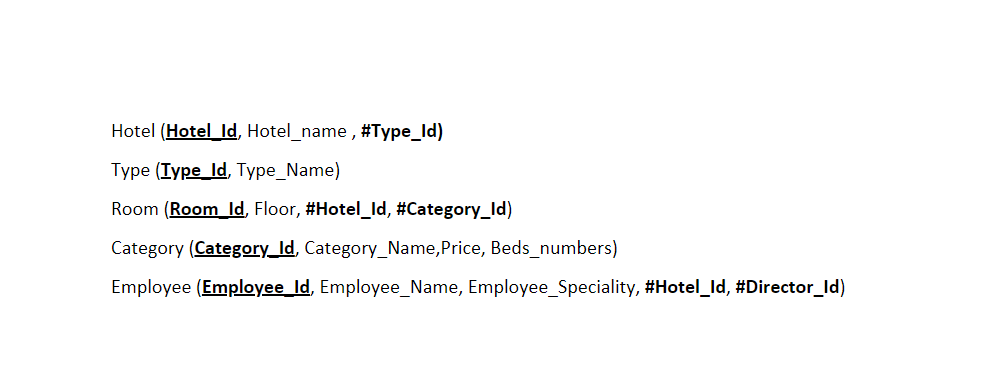 Hotel (Hotel_Id, Hotel_name , #Type_Id)
Type (Type_Id, Type_Name)
Room (Room_Id, Floor, #Hotel_Id, #Category_Id)
Category (Category_Id, Category_Name,Price, Beds_numbers)
Employee (Employee_Id, Employee_Name, Employee_Speciality, #Hotel_Id, #Director_Id)